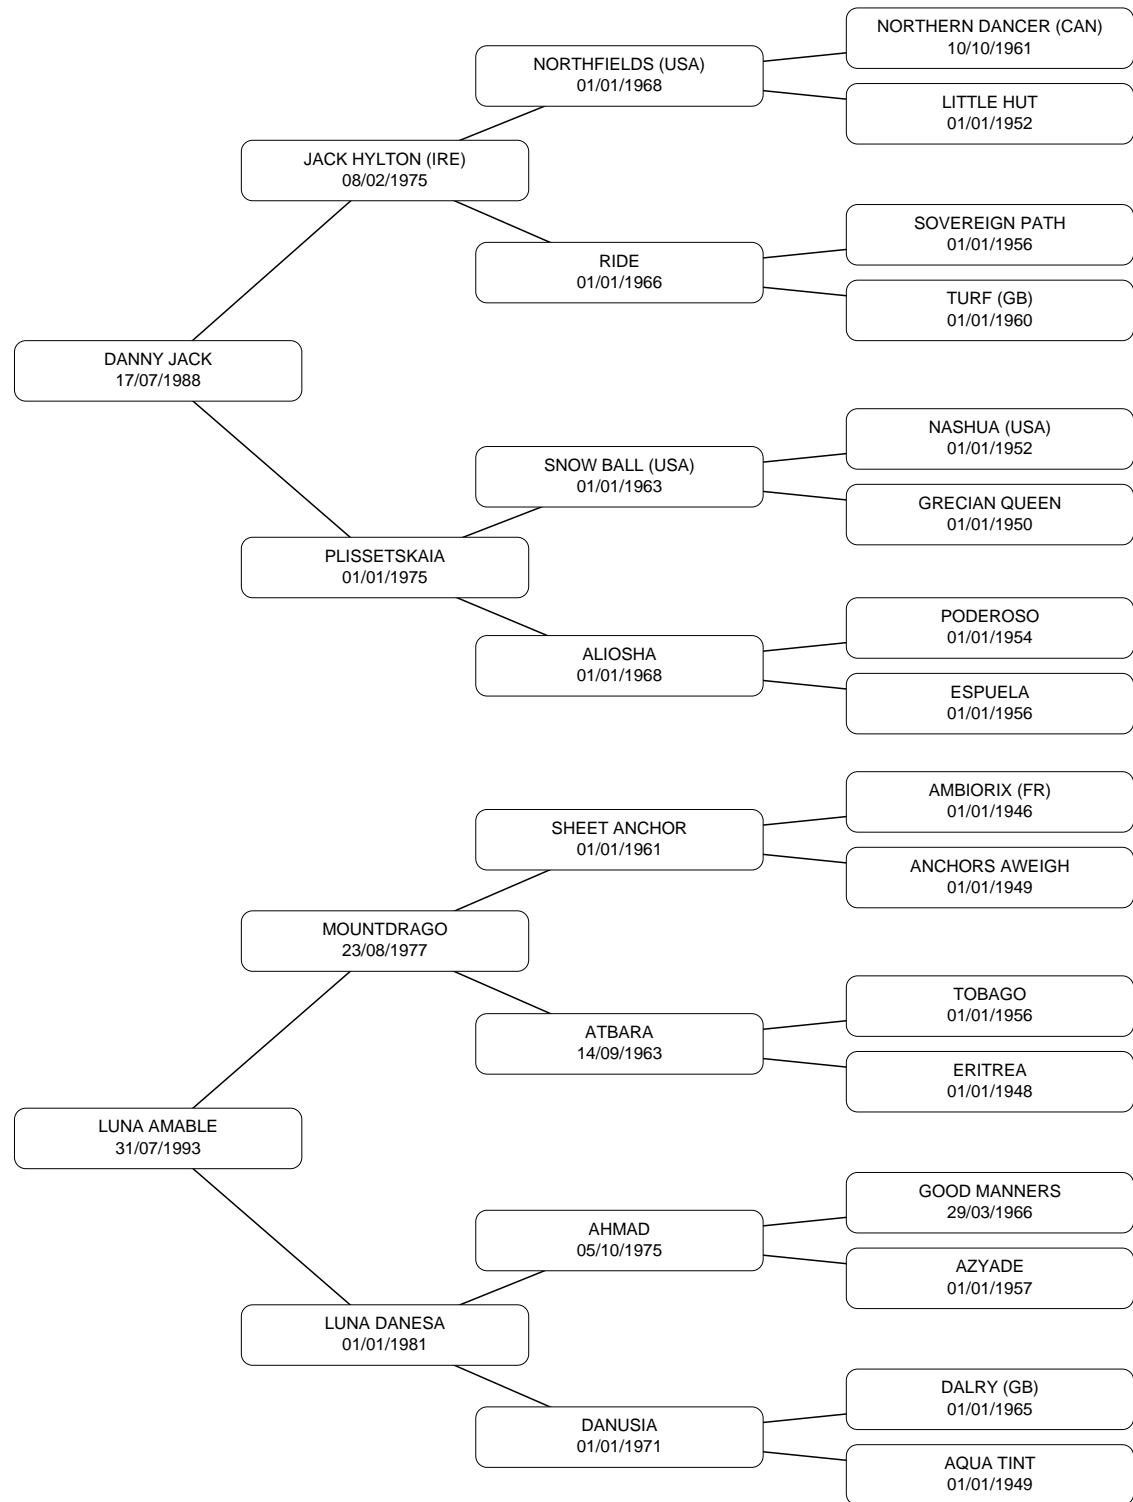 NORTHERN DANCER (CAN)
10/10/1961
NORTHFIELDS (USA)
01/01/1968
LITTLE HUT
01/01/1952
JACK HYLTON (IRE)
08/02/1975
SOVEREIGN PATH
01/01/1956
RIDE
01/01/1966
TURF (GB)
01/01/1960
DANNY JACK
17/07/1988
NASHUA (USA)
01/01/1952
SNOW BALL (USA)
01/01/1963
GRECIAN QUEEN
01/01/1950
PLISSETSKAIA
01/01/1975
PODEROSO
01/01/1954
ALIOSHA
01/01/1968
ESPUELA
01/01/1956
AMBIORIX (FR)
01/01/1946
SHEET ANCHOR
01/01/1961
ANCHORS AWEIGH
01/01/1949
MOUNTDRAGO
23/08/1977
TOBAGO
01/01/1956
ATBARA
14/09/1963
ERITREA
01/01/1948
LUNA AMABLE
31/07/1993
GOOD MANNERS
29/03/1966
AHMAD
05/10/1975
AZYADE
01/01/1957
LUNA DANESA
01/01/1981
DALRY (GB)
01/01/1965
DANUSIA
01/01/1971
AQUA TINT
01/01/1949